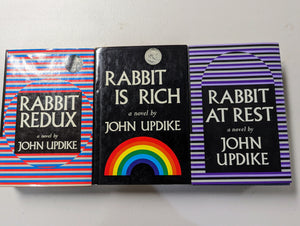 RABBIT
REDUX
a novel by
JOHN UPDIKE
RABBIT
IS RICH
a novel by
JOHN UPDIKE
RABBIT
AT REST
a novel by
JOHN
UPDIKE